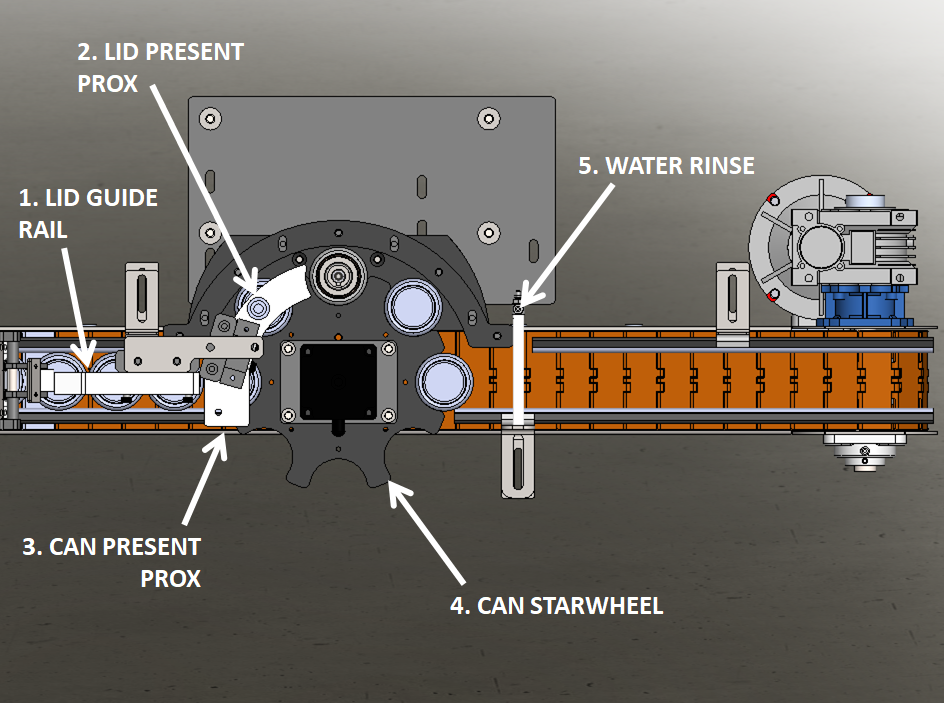 2. LID PRESENT
PROX
5. WATER RINSE
1. LID GUIDE
RAIL
3. CAN PRESENT
PROX
4. CAN STARWHEEL